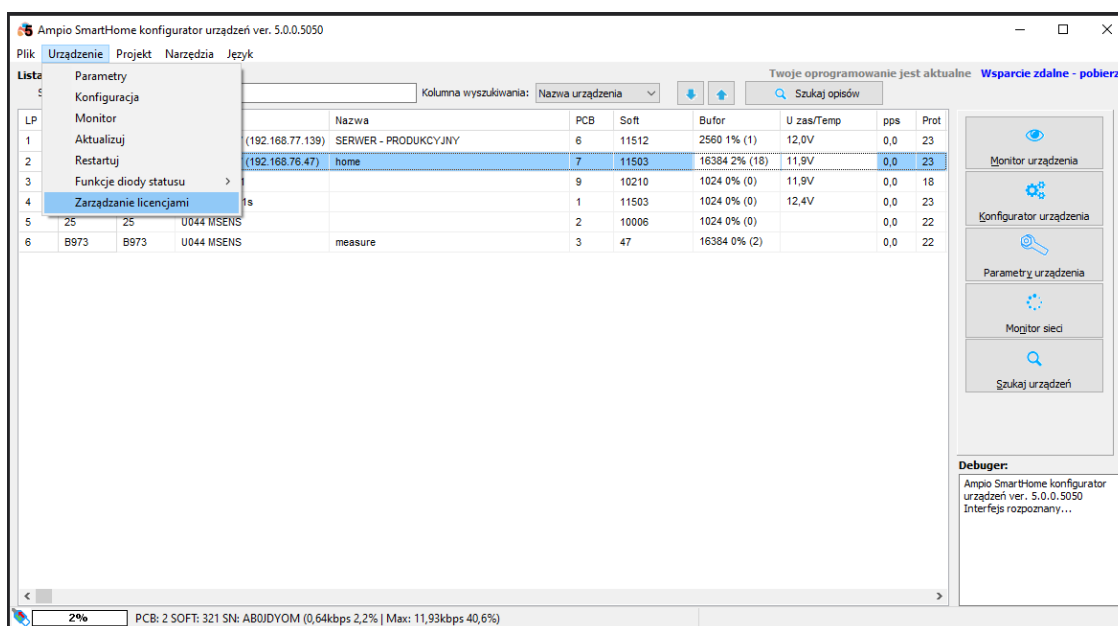 Ampio SmartHome konfigurator urządzeń ver. 5.0.0.5050
Plik Urządzenie Projekt Narzędzia Język
Lista
Twoje oprogramowanie jest aktualne Wsparcie zdalne - pobierz
Kolumna wyszukiwania: Nazwa urządzenia Szukaj opisów
Parametry
Konfiguracja
Monitor
Aktualizuj
Restartuj
Funkcje diody statusu >
Zarządzanie licencjami
LP Nazwa PCB Soft Bufor U zas/Temp pps Prot
1 (192.168.77.139) SERWER - PRODUKCYJNY 6 11512 2560 1% (1) 12,0V 0,0 23
2 (192.168.76.47) home 7 11503 16384 2% (18) 11,9V 0,0 23
3 9 10210 1024 0% (0) 11,9V 0,0 18
4 1s 1 11503 1024 0% (0) 12,4V 0,0 23
5 25 25 U044 MSENS 2 10006 1024 0% (0) 0,0 22
6 B973 B973 U044 MSENS measure 3 47 16384 0% (2) 0,0 22
Monitor urządzenia
Konfigurator urządzenia
Parametry urządzenia
Monitor sieci
Szukaj urządzeń
Debuger:
Ampio SmartHome konfigurator
urządzeń ver. 5.0.0.5050
Interfejs rozpoznany...
2% PCB: 2 SOFT: 321 SN: AB0JDYOM (0,64kbps 2,2% | Max: 11,93kbps 40,6%)